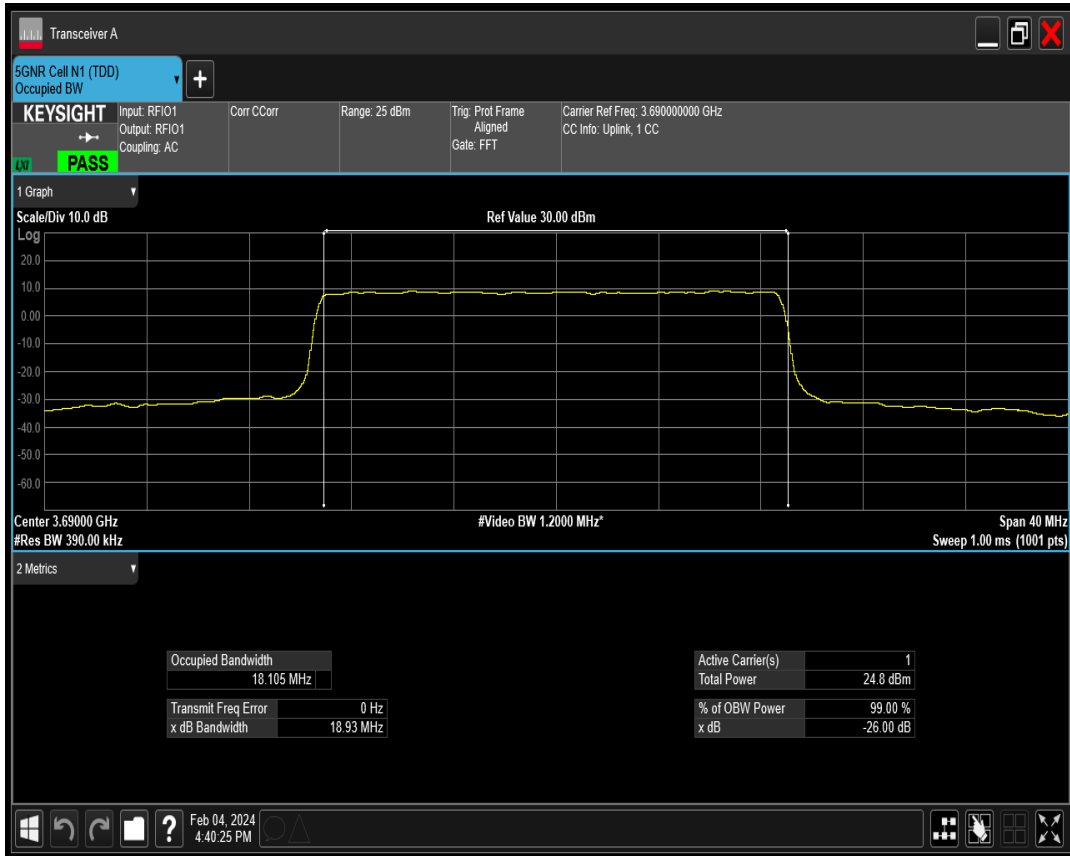 Transceiver A
5GNR Cell N1 (TDD)
Occupied BW
+
KEYSIGHT
LXI
PASS
Input: RFIO1
Output: RFIO1
Coupling: AC
Corr CCorr
Range: 25 dBm
Trig: Prot Frame
Aligned
Gate: FFT
Carrier Ref Freq: 3.690000000 GHz
CC Info: Uplink, 1 CC
1 Graph
Scale/Div 10.0 dB
Ref Value 30.00 dBm
Log
20.0
10.0
0.00
-10.0
-20.0
-30.0
-40.0
-50.0
-60.0
Center 3.69000 GHz
#Video BW 1.2000 MHz*
Span 40 MHz
#Res BW 390.00 kHz
Sweep 1.00 ms (1001 pts)
2 Metrics
Occupied Bandwidth
18.105 MHz
Transmit Freq Error 0 Hz
x dB Bandwidth 18.93 MHz
Active Carrier(s) 1
Total Power 24.8 dBm
% of OBW Power 99.00 %
x dB -26.00 dB
?
Feb 04, 2024
4:40:25 PM